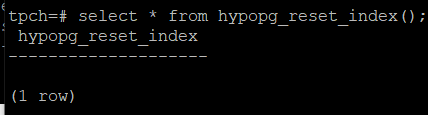 tpch=# select * from hypopg_reset_index();
 hypopg_reset_index
--------------------

(1 row)